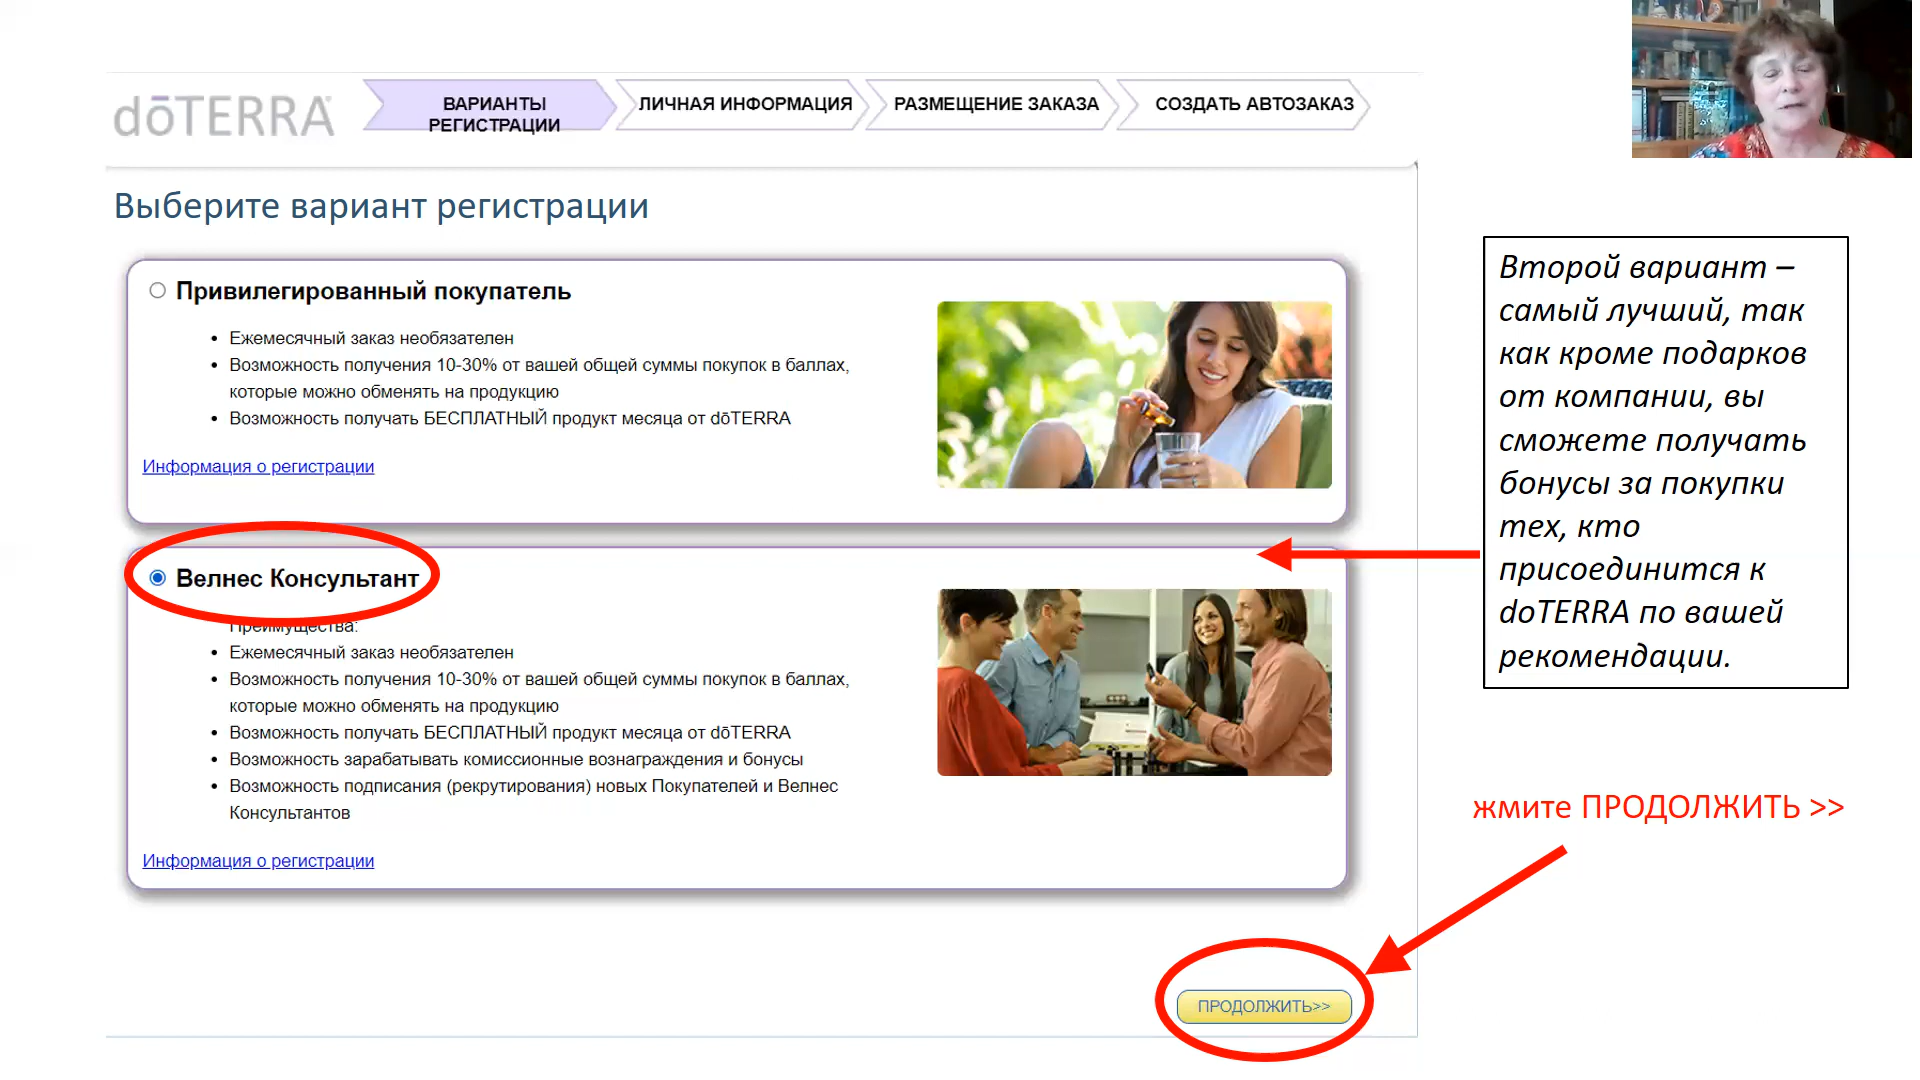 dōTERRA
ВАРИАНТЫ
РЕГИСТРАЦИИ
ЛИЧНАЯ ИНФОРМАЦИЯ
РАЗМЕЩЕНИЕ ЗАКАЗА
СОЗДАТЬ АВТОЗАКАЗ
Выберите вариант регистрации
Привилегированный покупатель
• Ежемесячный заказ необязателен
• Возможность получения 10-30% от вашей общей суммы покупок в баллах,
которые можно обменять на продукцию
• Возможность получать БЕСПЛАТНЫЙ продукт месяца от dōTERRA
Информация о регистрации
Велнес Консультант
Преимущества:
• Ежемесячный заказ необязателен
• Возможность получения 10-30% от вашей общей суммы покупок в баллах,
которые можно обменять на продукцию
• Возможность получать БЕСПЛАТНЫЙ продукт месяца от dōTERRA
• Возможность зарабатывать комиссионные вознаграждения и бонусы
• Возможность подписания (рекрутирования) новых Покупателей и Велнес
Консультантов
Информация о регистрации
ПРОДОЛЖИТЬ>>
Второй вариант –
самый лучший, так
как кроме подарков
от компании, вы
сможете получать
бонусы за покупки
тех, кто
присоединится к
doTERRA по вашей
рекомендации.
жмите ПРОДОЛЖИТЬ >>